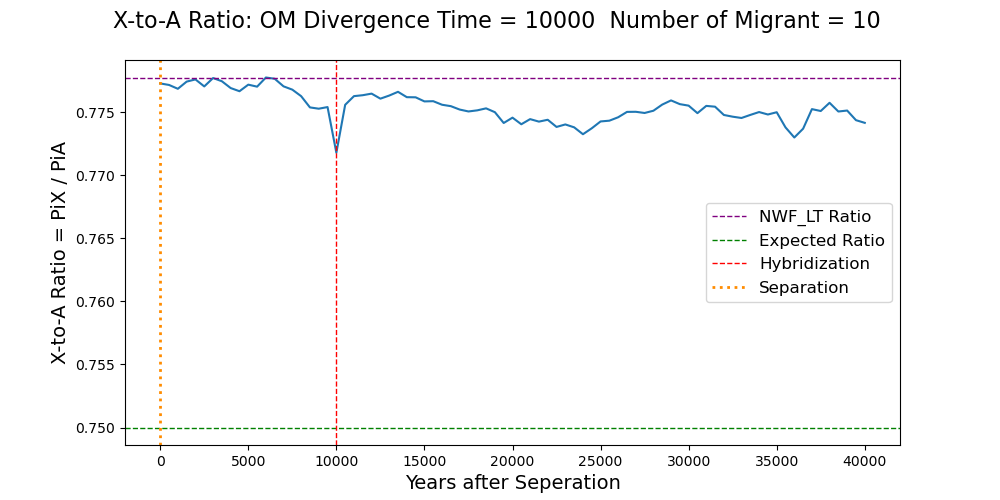 X-to-A Ratio: OM Divergence Time = 10000  Number of Migrant = 10
X-to-A Ratio = PiX / PiA
0.775
0.770
0.765
0.760
0.755
0.750
NWF_LT Ratio
Expected Ratio
Hybridization
Separation
0 5000 10000 15000 20000 25000 30000 35000 40000
Years after Seperation